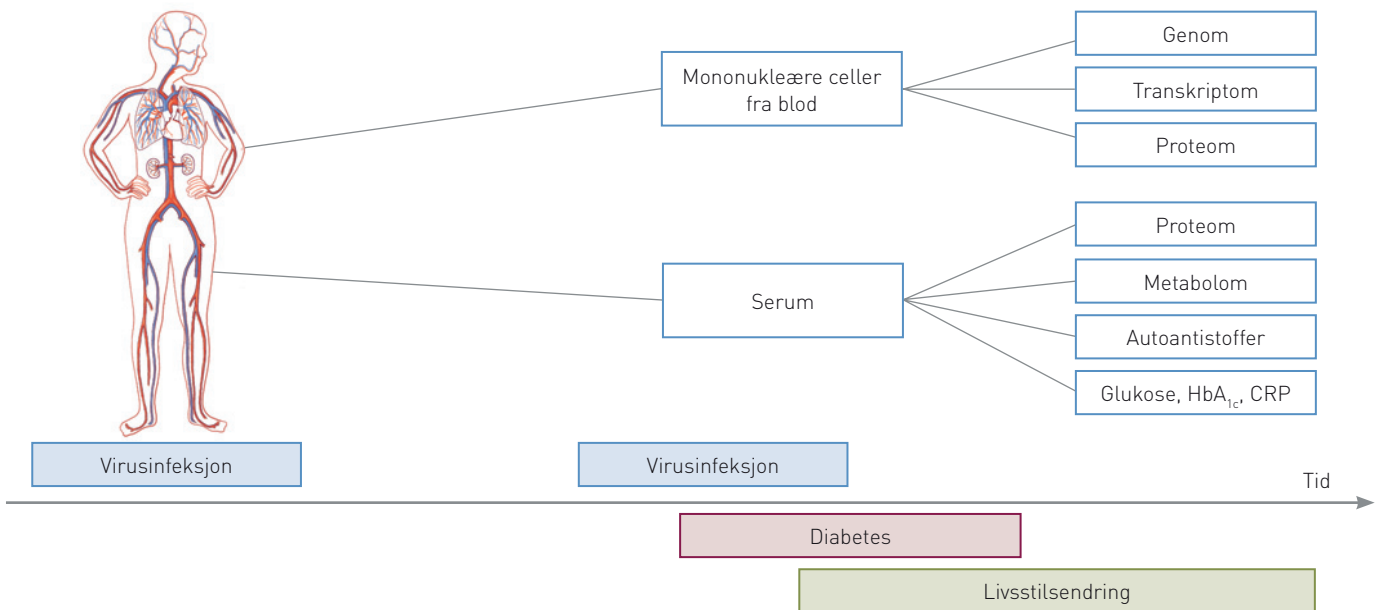 Genom
Mononukleære celler
fra blod
Transkriptom
Proteom
Proteom
Metabolom
Serum
Autoantistoffer
Glukose, HbA1c, CRP
Virusinfeksjon
Virusinfeksjon
Tid
Diabetes
Livsstilsendring